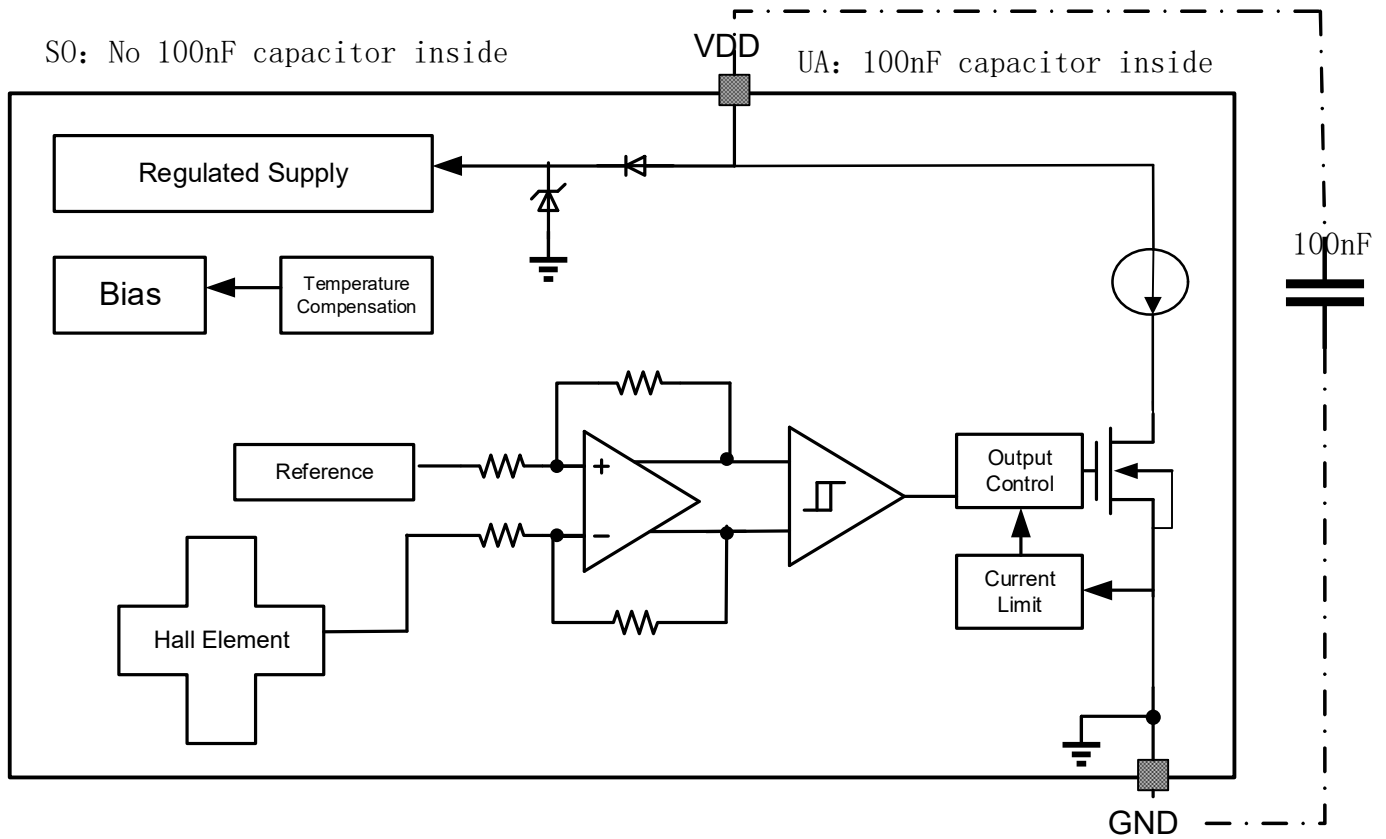 SO: No 100nF capacitor inside
VDD
UA: 100nF capacitor inside
Regulated Supply
100nF
Bias
Temperature
Compensation
Reference
+
−
Output
Control
Current
Limit
Hall Element
GND